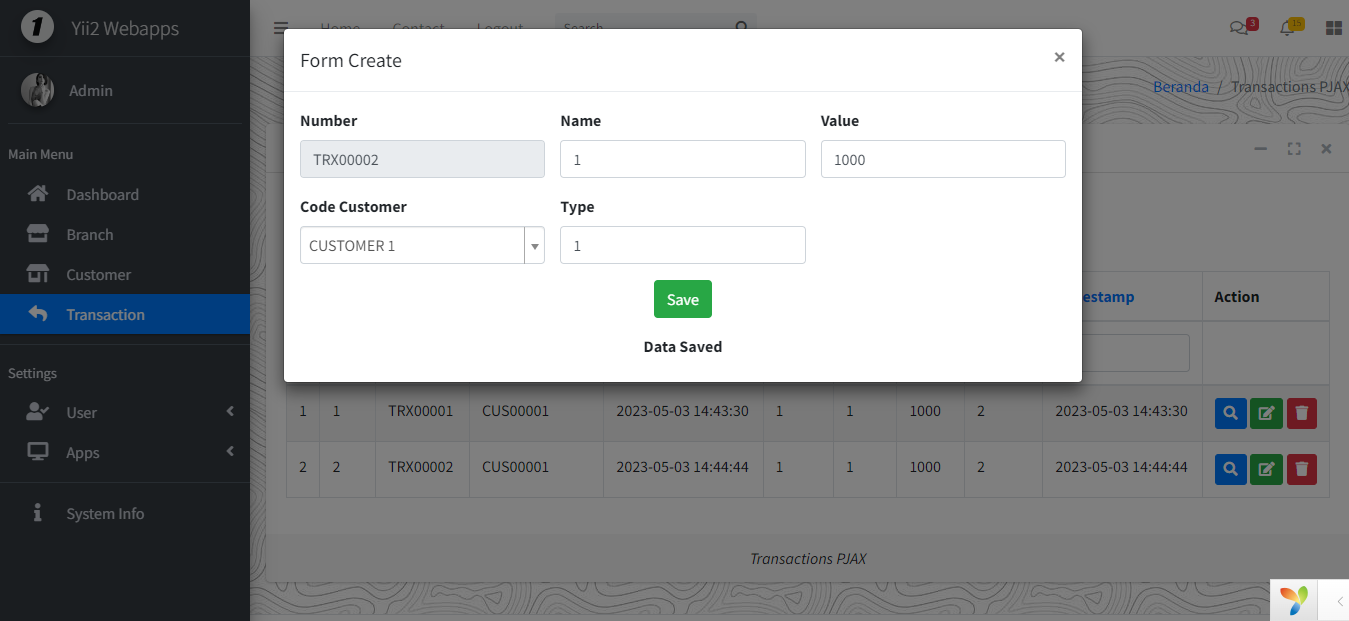 1 Yii2 Webapps
Home Contact Logout Search
3 15
Admin
Beranda / Transactions PJAX
Main Menu
Dashboard
Branch
Customer
Transaction
Settings
User
Apps
System Info
Form Create ×
Number Name Value
TRX00002 1 1000
Code Customer Type
CUSTOMER 1 1
Save
Data Saved
estamp Action
1 1 TRX00001 CUS00001 2023-05-03 14:43:30 1 1 1000 2 2023-05-03 14:43:30
2 2 TRX00002 CUS00001 2023-05-03 14:44:44 1 1 1000 2 2023-05-03 14:44:44
Transactions PJAX